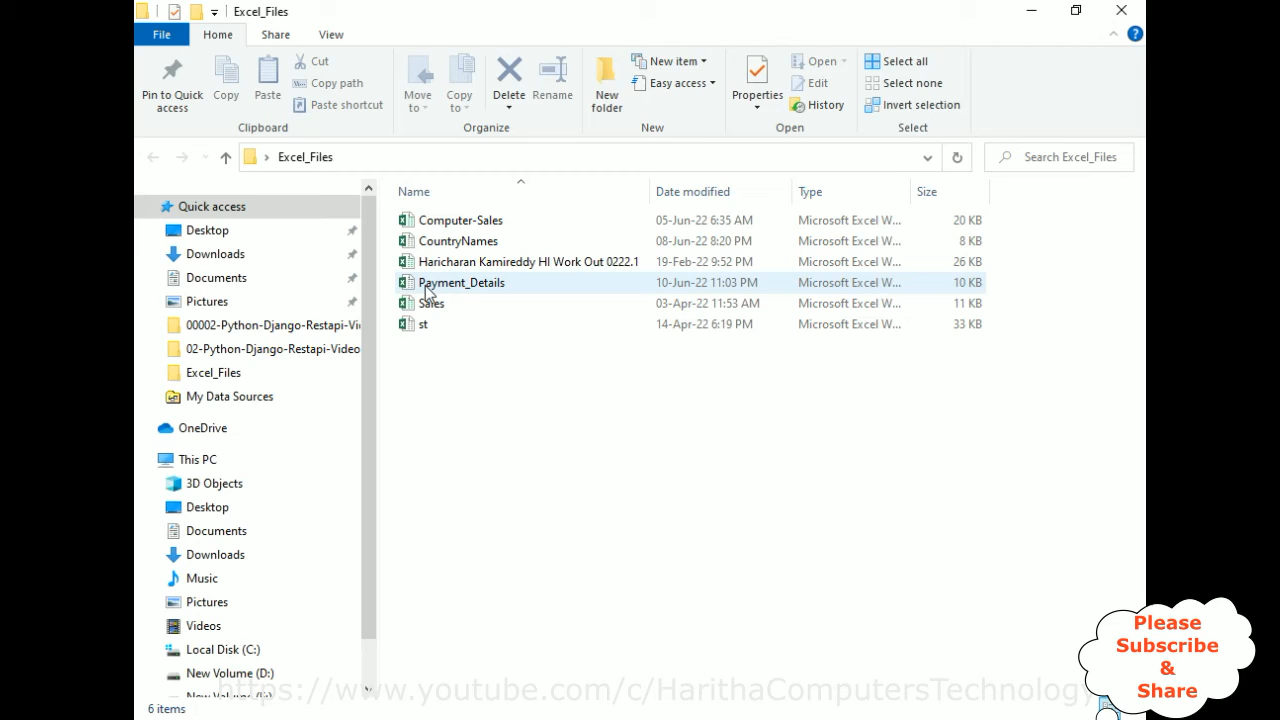 Excel_Files
File Home Share View
Pin to Quick access
Copy
Paste
Cut
Copy path
Paste shortcut
Clipboard
Move to
Copy to
Delete
Rename
Organize
New folder
New item
Easy access
New
Properties
Open
Edit
History
Open
Select all
Select none
Invert selection
Select
Excel_Files
Search Excel_Files
Name Date modified Type Size
Computer-Sales 05-Jun-22 6:35 AM Microsoft Excel W... 20 KB
CountryNames 08-Jun-22 8:20 PM Microsoft Excel W... 8 KB
Haricharan Kamireddy HI Work Out 0222.1 19-Feb-22 9:52 PM Microsoft Excel W... 26 KB
Payment_Details 10-Jun-22 11:03 PM Microsoft Excel W... 10 KB
Sales 03-Apr-22 11:53 AM Microsoft Excel W... 11 KB
st 14-Apr-22 6:19 PM Microsoft Excel W... 33 KB
Quick access
Desktop
Downloads
Documents
Pictures
00002-Python-Django-Restapi-Vi
02-Python-Django-Restapi-Video
Excel_Files
My Data Sources
OneDrive
This PC
3D Objects
Desktop
Documents
Downloads
Music
Pictures
Videos
Local Disk (C:)
New Volume (D:)
6 items
https://www.youtube.com/c/HarithaComputersTechnology
Please
Subscribe
&
Share